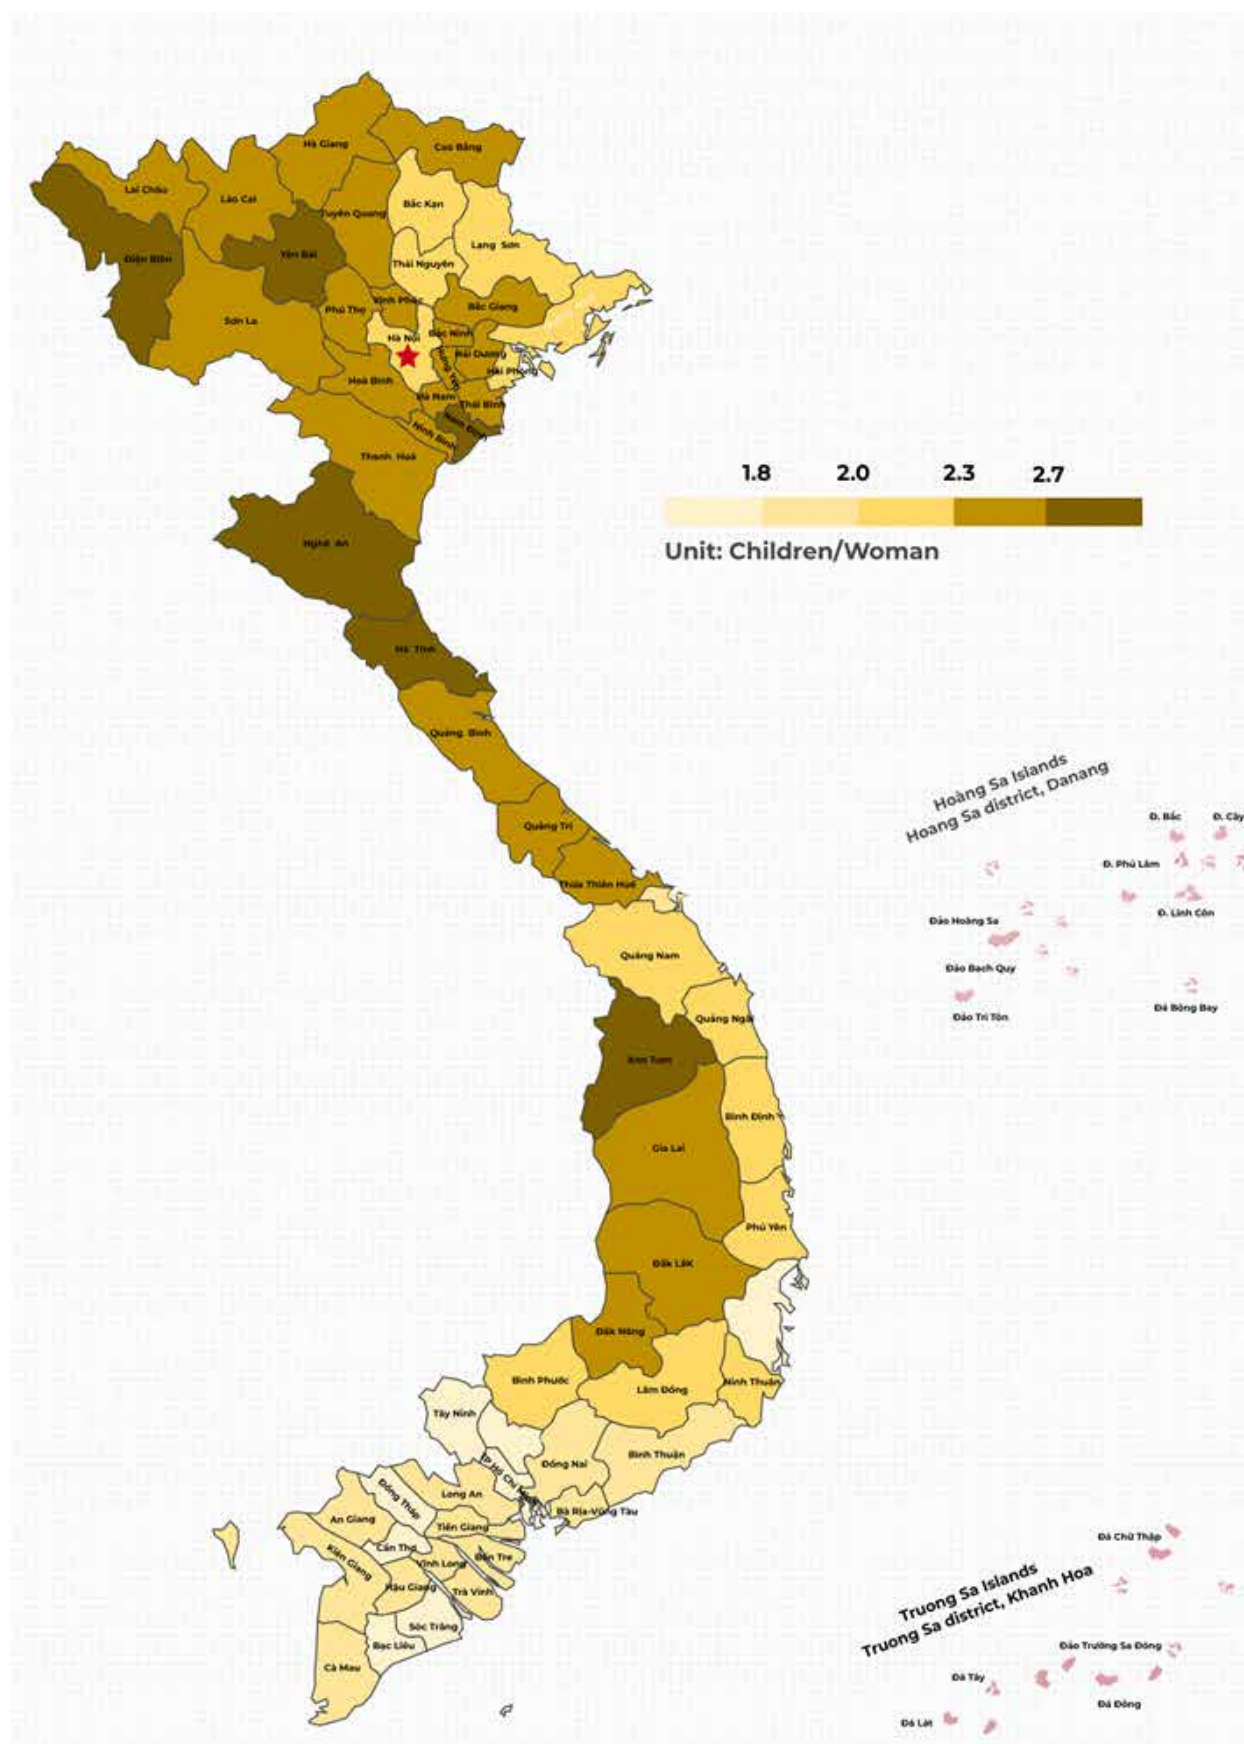 Hà Giang
Cao Bằng
Lai Châu
Lào Cai
Tuyên Quang
Bắc Kạn
Lạng Sơn
Điện Biên
Yên Bái
Thái Nguyên
Phú Thọ
Vĩnh Phúc
Bắc Giang
Sơn La
Hà Nội
Bắc Ninh
Hải Dương
Hưng Yên
Hải Phòng
Hoà Bình
Hà Nam
Thái Bình
Nam Định
Ninh Bình
Thanh Hoá
1.8 2.0 2.3 2.7
Unit: Children/Woman
Nghệ An
Hà Tĩnh
Quảng Bình
Quảng Trị
Thừa Thiên Huế
Hoàng Sa Islands
Hoang Sa district, Danang
Đ. Bắc
Đ. Cây
Đ. Phú Lâm
Đ. Linh Côn
Đảo Hoàng Sa
Đảo Bạch Quy
Đảo Tri Tôn
Đá Bông Bay
Quảng Nam
Quảng Ngãi
Kon Tum
Bình Định
Gia Lai
Phú Yên
Đắk LắK
Đắk Nông
Bình Phước
Lâm Đồng
Ninh Thuận
Tây Ninh
Bình Thuận
Đồng Nai
TP Hồ Chí Minh
Bà Rịa-Vũng Tàu
Long An
Đồng Tháp
An Giang
Tiền Giang
Kiên Giang
Cần Thơ
Vĩnh Long
Bến Tre
Hậu Giang
Trà Vinh
Sóc Trăng
Bạc Liêu
Cà Mau
Truong Sa Islands
Truong Sa district, Khanh Hoa
Đá Chữ Thập
Đảo Trường Sa Đông
Đá Tây
Đá Đông
Đá Lát